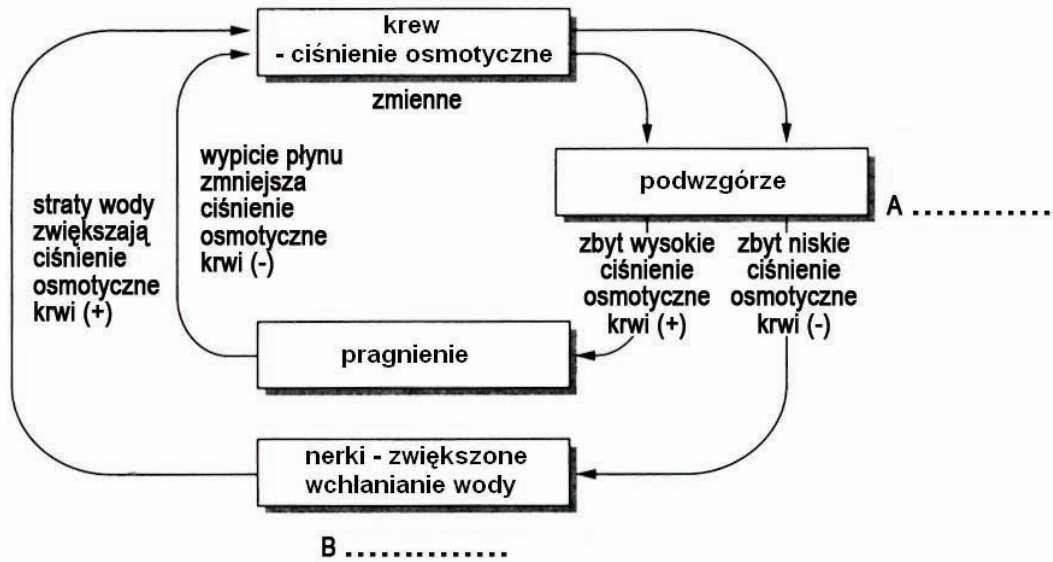 krew
- ciśnienie osmotyczne
zmienne
podwzgórze
A ............
wypicie płynu
zmniejsza
ciśnienie
osmotyczne
krwi (-)
straty wody
zwiększają
ciśnienie
osmotyczne
krwi (+)
zbyt wysokie
ciśnienie
osmotyczne
krwi (+)
zbyt niskie
ciśnienie
osmotyczne
krwi (-)
pragnienie
nerki - zwiększone
wchlanianie wody
B ..............